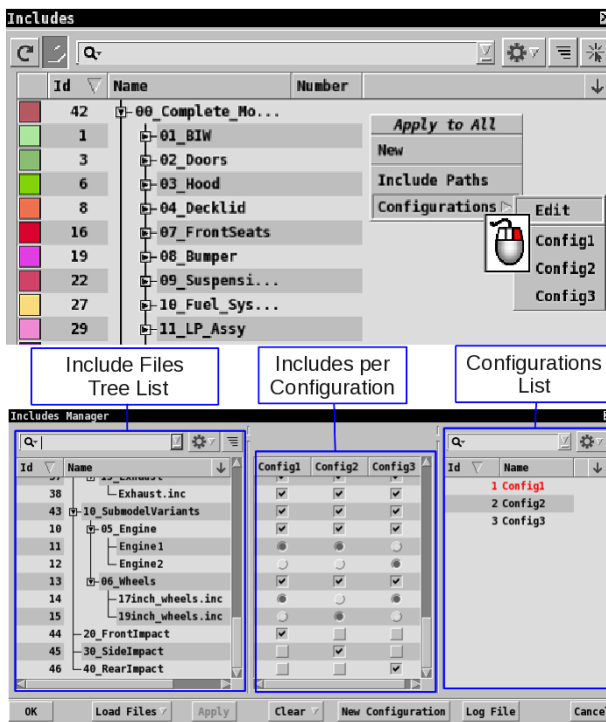 Includes
Id Name Number
42 00_Complete_Mo...
1 01_BIW
3 02_Doors
6 03_Hood
8 04_Decklid
16 07_FrontSeats
19 08_Bumper
22 09_Suspensi...
27 10_Fuel_Sys...
29 11_LP_Assy
Apply to All
New
Include Paths
Configurations
Edit
Config1
Config2
Config3
Include Files
Tree List
Includes per
Configuration
Configurations
List
Includes Manager
Id Name
38 Exhaust.inc
43 10_SubmodelVariants
10 05_Engine
11 Engine1
12 Engine2
13 06_Wheels
14 17inch_wheels.inc
15 19inch_wheels.inc
44 20_FrontImpact
45 30_SideImpact
46 40_RearImpact
Config1 Config2 Config3
Id Name
1 Config1
2 Config2
3 Config3
OK Load Files Apply Clear New Configuration Log File Cance